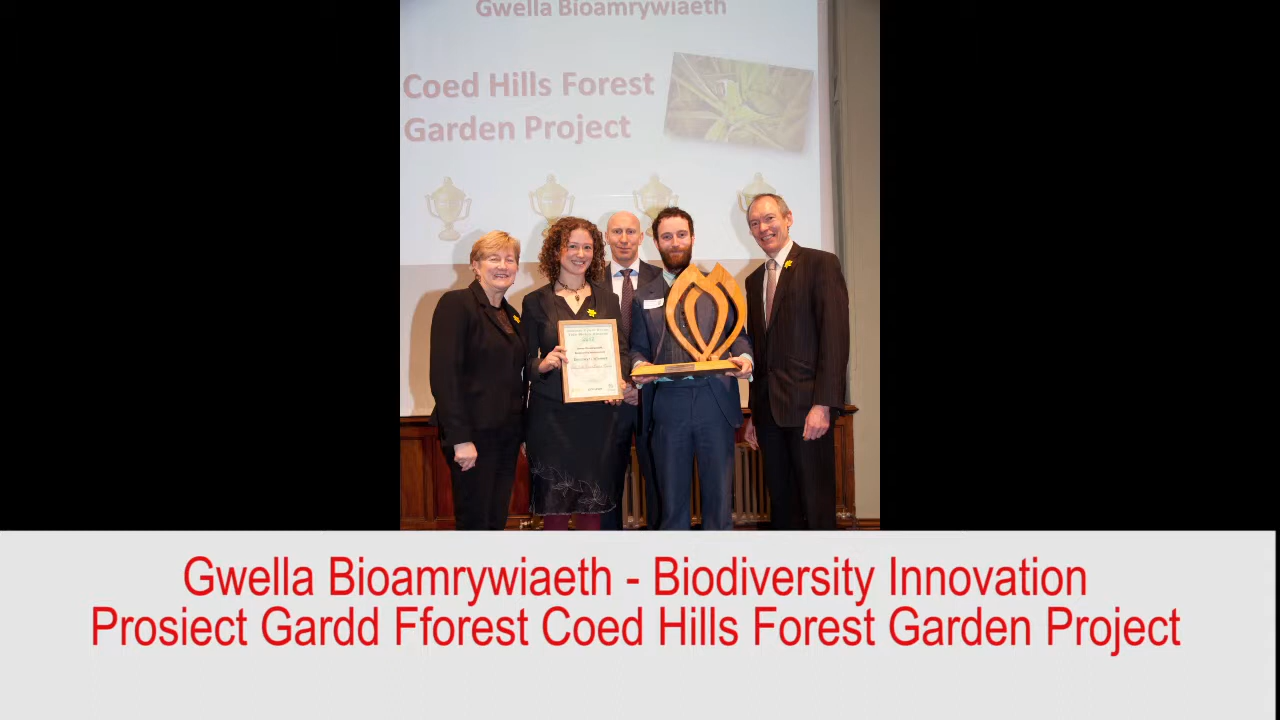 Gwella Bioamrywiaeth
Coed Hills Forest
Garden Project
Gwella Bioamrywiaeth - Biodiversity Innovation
Prosiect Gardd Fforest Coed Hills Forest Garden Project